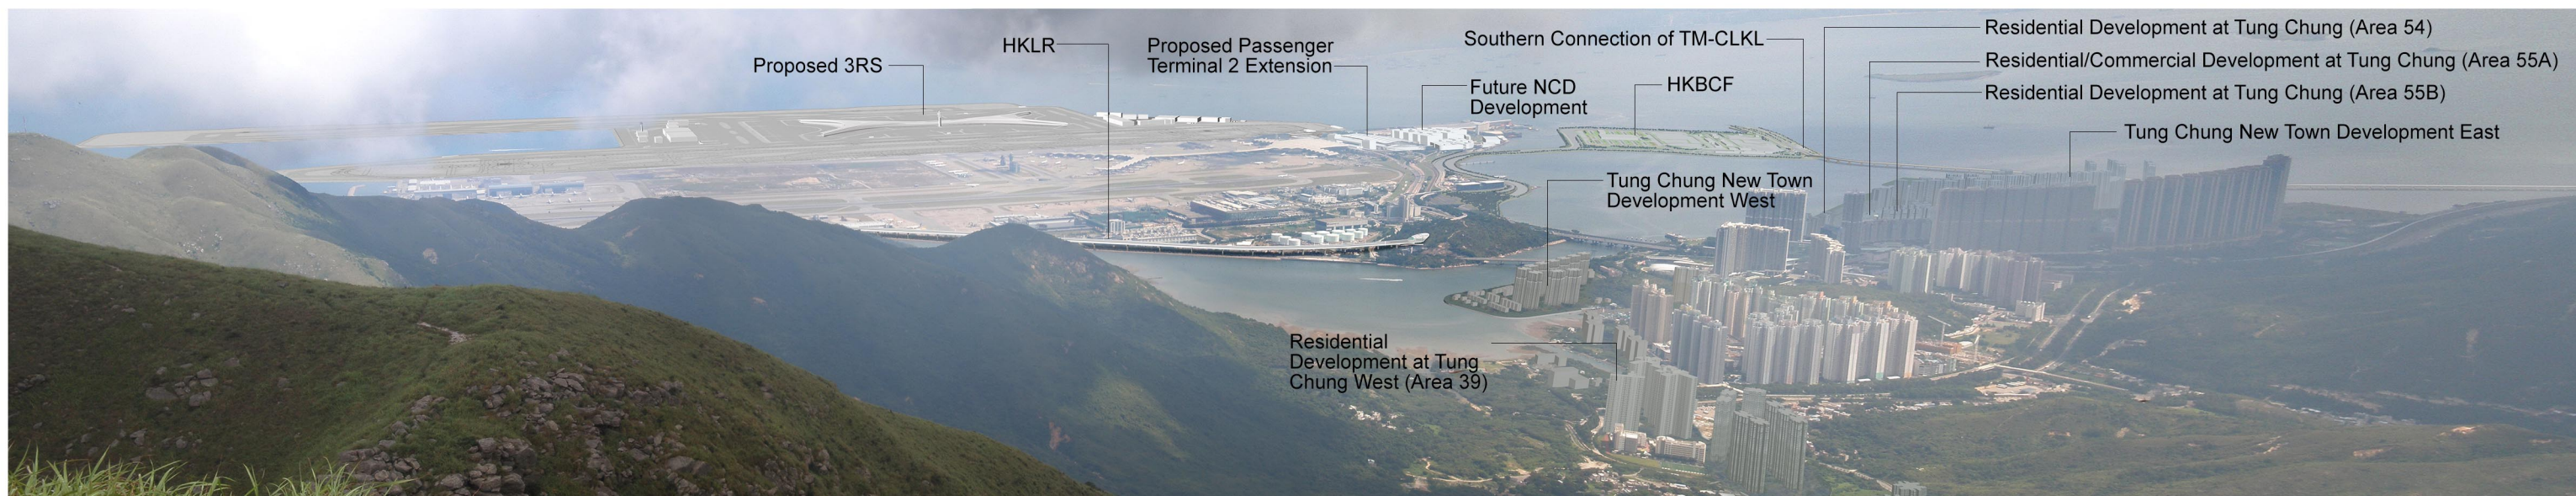 Proposed 3RS
HKLR
Proposed Passenger
Terminal 2 Extension
Future NCD
Development
Southern Connection of TM-CLKL
HKBCF
Residential Development at Tung Chung (Area 54)
Residential/Commercial Development at Tung Chung (Area 55A)
Residential Development at Tung Chung (Area 55B)
Tung Chung New Town Development East
Tung Chung New Town
Development West
Residential
Development at Tung
Chung West (Area 39)